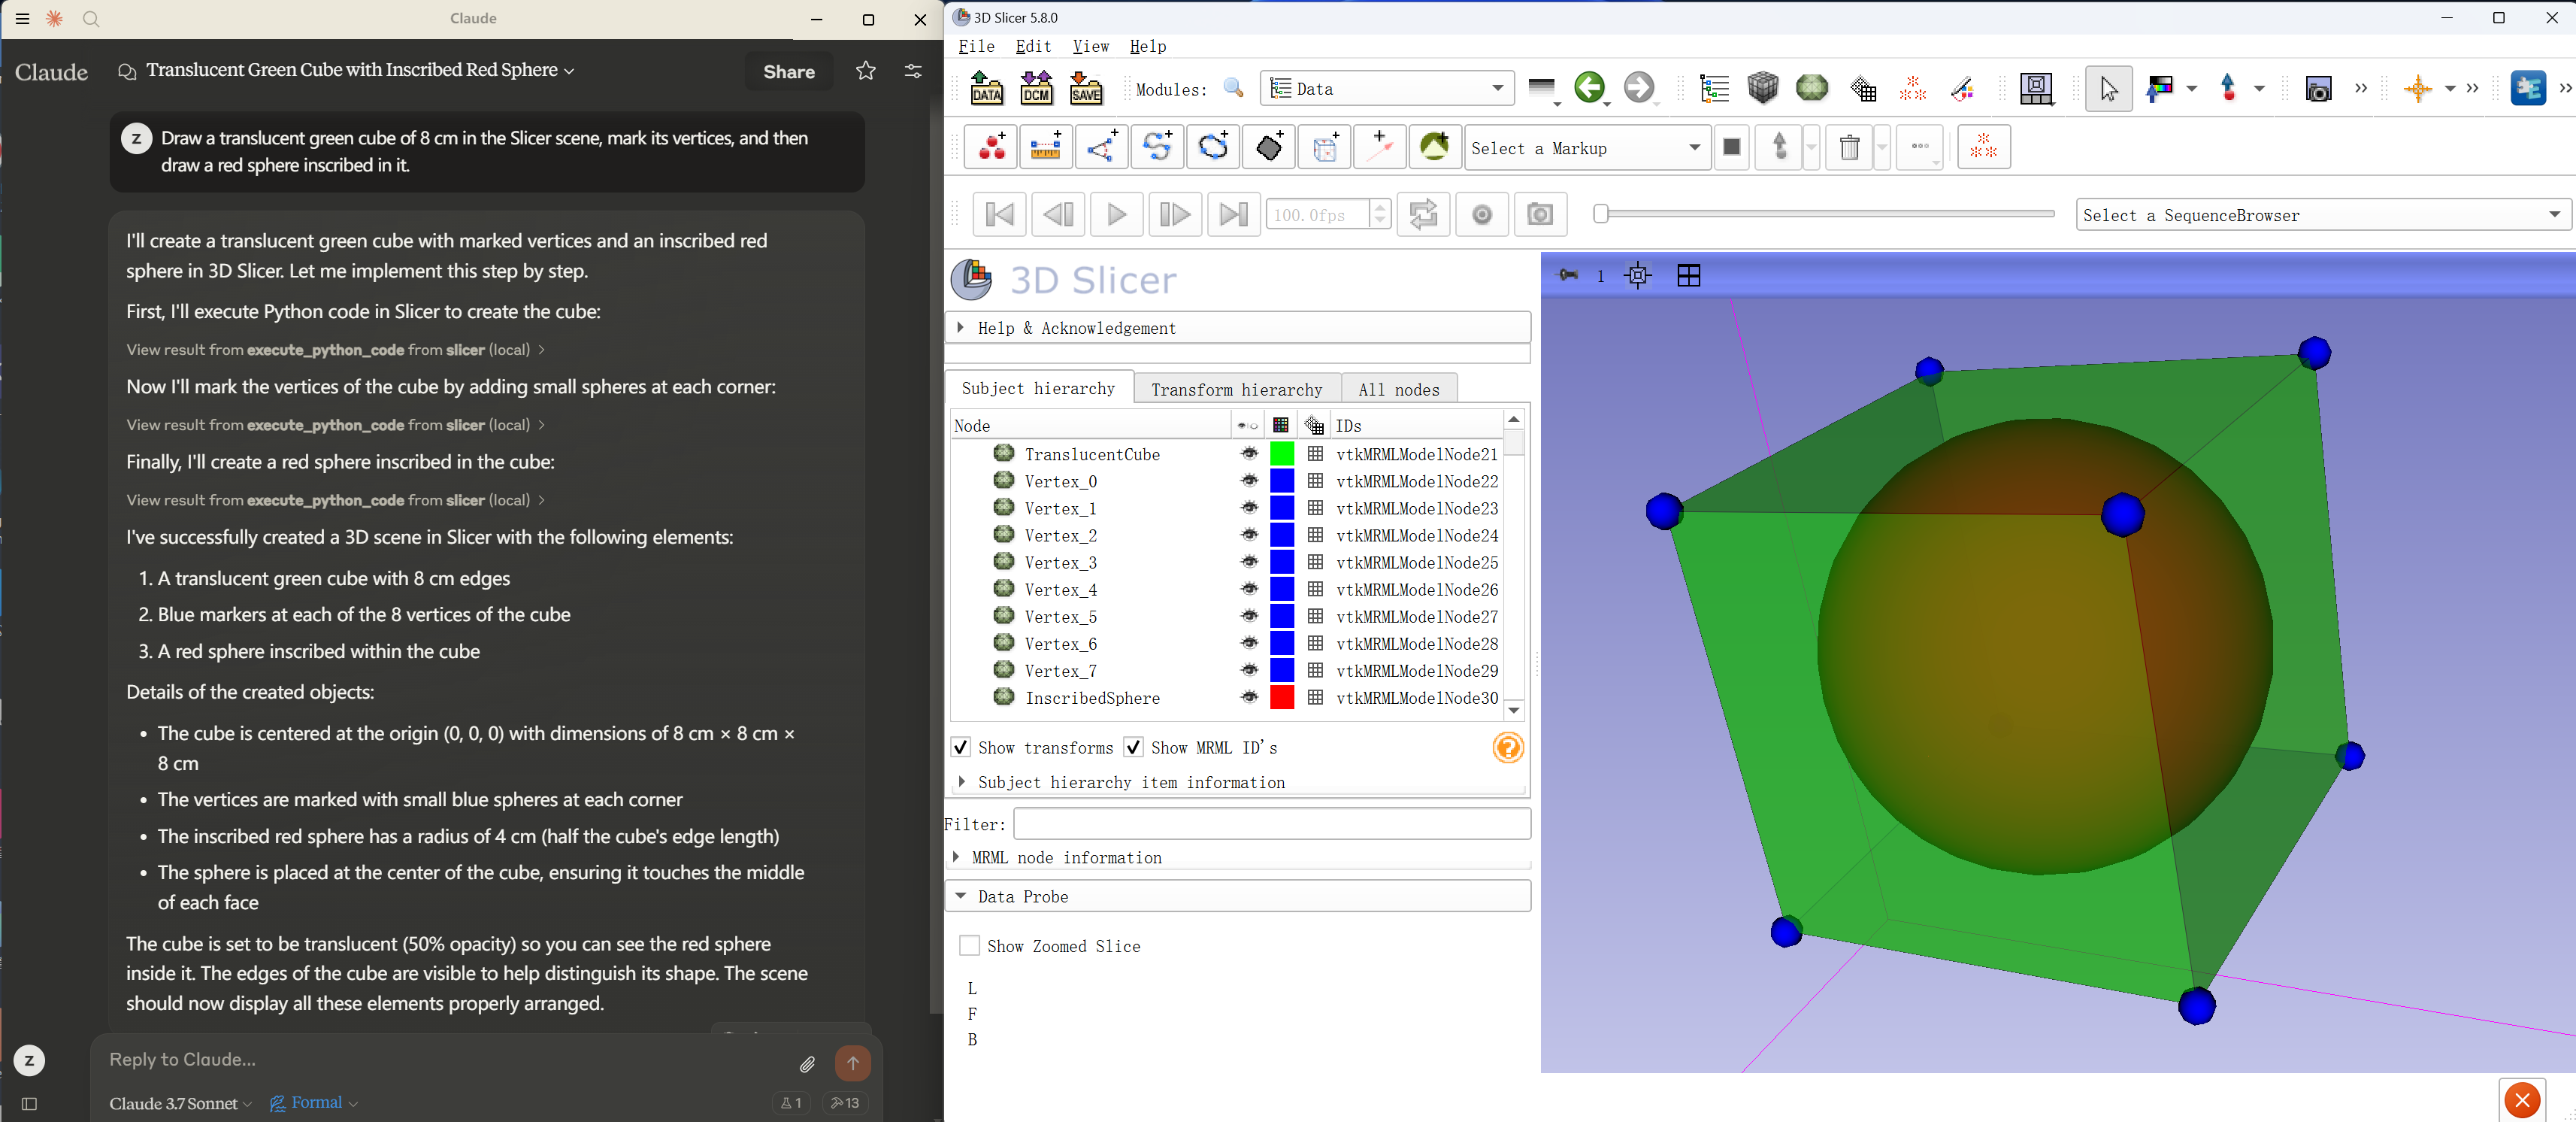 Claude
Claude
Translucent Green Cube with Inscribed Red Sphere
Share
Z
Draw a translucent green cube of 8 cm in the Slicer scene, mark its vertices, and then
draw a red sphere inscribed in it.
I'll create a translucent green cube with marked vertices and an inscribed red
sphere in 3D Slicer. Let me implement this step by step.
First, I'll execute Python code in Slicer to create the cube:
View result from execute_python_code from slicer (local)
Now I'll mark the vertices of the cube by adding small spheres at each corner:
View result from execute_python_code from slicer (local)
Finally, I'll create a red sphere inscribed in the cube:
View result from execute_python_code from slicer (local)
I've successfully created a 3D scene in Slicer with the following elements:
1. A translucent green cube with 8 cm edges
2. Blue markers at each of the 8 vertices of the cube
3. A red sphere inscribed within the cube
Details of the created objects:
• The cube is centered at the origin (0, 0, 0) with dimensions of 8 cm × 8 cm ×
8 cm
• The vertices are marked with small blue spheres at each corner
• The inscribed red sphere has a radius of 4 cm (half the cube's edge length)
• The sphere is placed at the center of the cube, ensuring it touches the middle
of each face
The cube is set to be translucent (50% opacity) so you can see the red sphere
inside it. The edges of the cube are visible to help distinguish its shape. The scene
should now display all these elements properly arranged.
Z
Reply to Claude...
Claude 3.7 Sonnet
Formal
1
13
3D Slicer 5.8.0
File Edit View Help
DATA
DCM
SAVE
Modules:
Data
Select a Markup
100.0fps
Select a SequenceBrowser
3D Slicer
Help & Acknowledgement
Subject hierarchy
Transform hierarchy
All nodes
Node IDs
TranslucentCube vtkMRMLModelNode21
Vertex_0 vtkMRMLModelNode22
Vertex_1 vtkMRMLModelNode23
Vertex_2 vtkMRMLModelNode24
Vertex_3 vtkMRMLModelNode25
Vertex_4 vtkMRMLModelNode26
Vertex_5 vtkMRMLModelNode27
Vertex_6 vtkMRMLModelNode28
Vertex_7 vtkMRMLModelNode29
InscribedSphere vtkMRMLModelNode30
Show transforms Show MRML ID's
Subject hierarchy item information
Filter:
MRML node information
Data Probe
Show Zoomed Slice
L
F
B
1